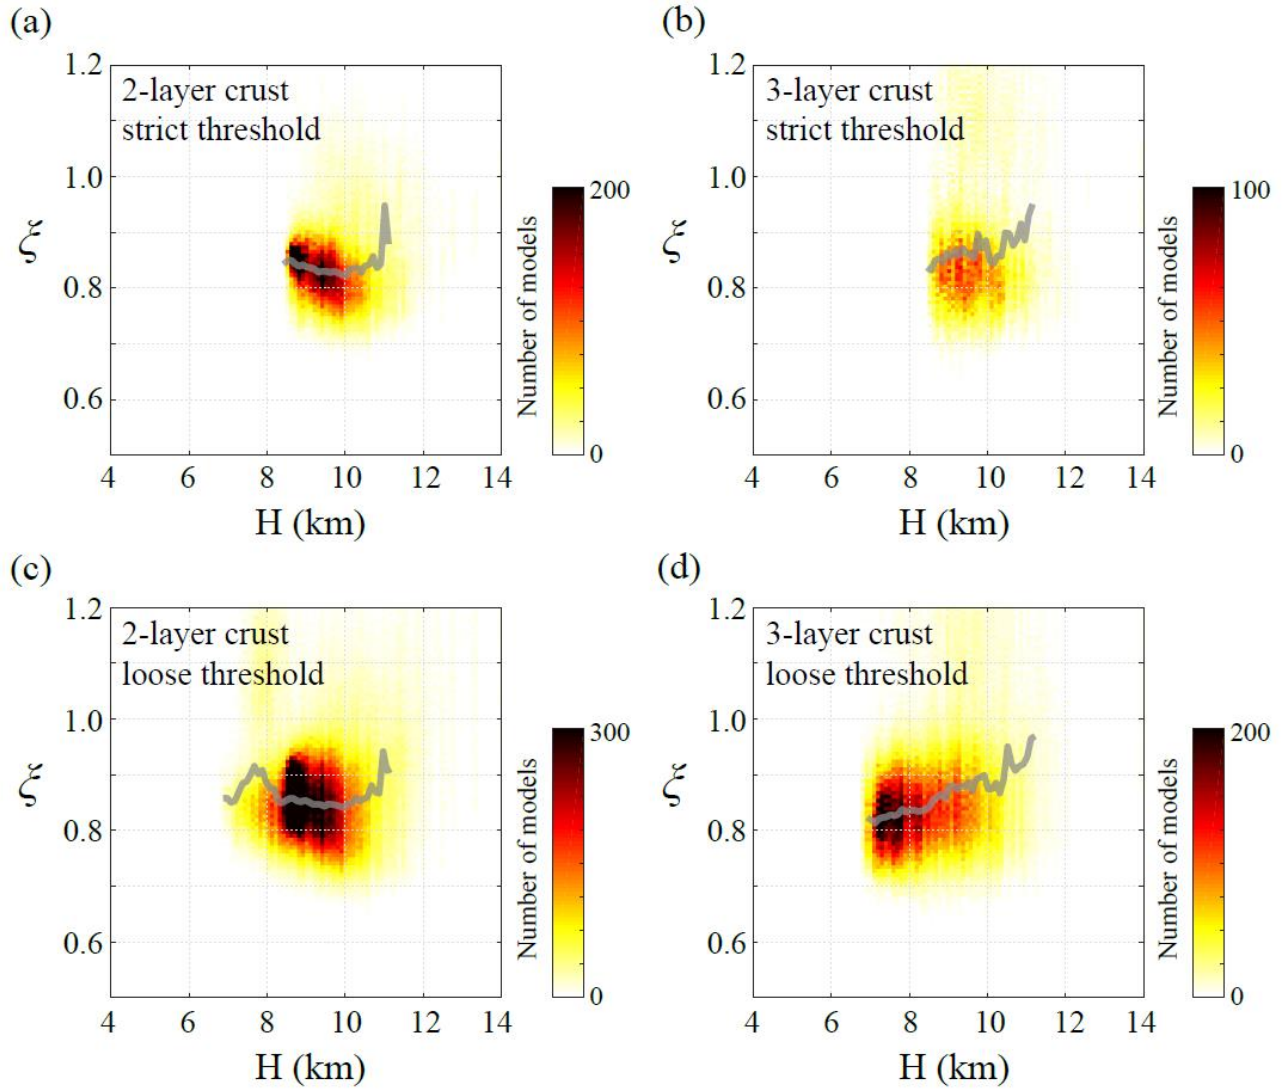 (a)
2-layer crust
strict threshold
1.2
1.0
0.8
0.6
ξ
4 6 8 10 12 14
H (km)
200
0
Number of models
(b)
3-layer crust
strict threshold
1.2
1.0
0.8
0.6
ξ
4 6 8 10 12 14
H (km)
100
0
Number of models
(c)
2-layer crust
loose threshold
1.2
1.0
0.8
0.6
ξ
4 6 8 10 12 14
H (km)
300
0
Number of models
(d)
3-layer crust
loose threshold
1.2
1.0
0.8
0.6
ξ
4 6 8 10 12 14
H (km)
200
0
Number of models